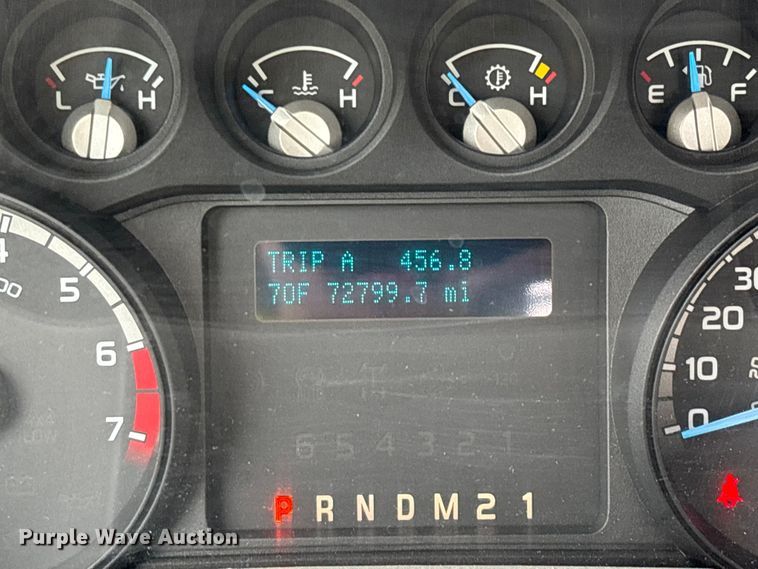 L H
C H
C H
E F
TRIP A 456.8
70F 72799.7 mi
4
5
6
7
30
20
10
0
6 5 4 3 2 1
P R N D M 2 1
Purple Wave Auction